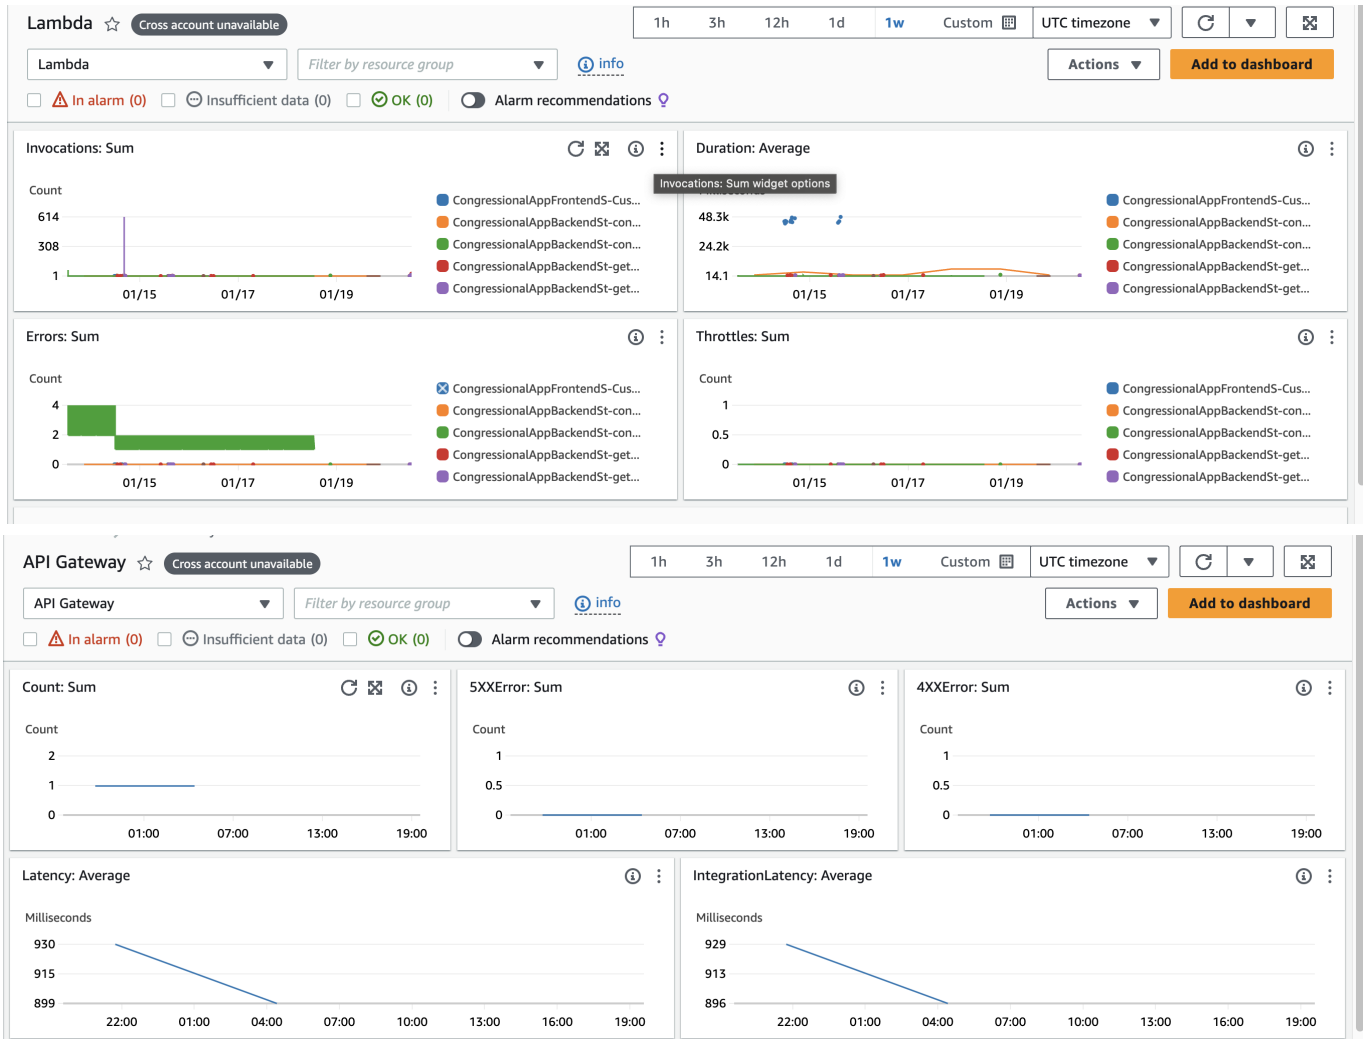 Lambda Cross account unavailable 1h 3h 12h 1d 1w Custom UTC timezone
Lambda Filter by resource group info Actions Add to dashboard
In alarm (0) Insufficient data (0) OK (0) Alarm recommendations
Invocations: Sum
Count
614
308
1
01/15 01/17 01/19
CongressionalAppFrontendS-Cus...
CongressionalAppBackendSt-con...
CongressionalAppBackendSt-con...
CongressionalAppBackendSt-get...
CongressionalAppBackendSt-get...
Invocations: Sum widget options
Duration: Average
48.3k
24.2k
14.1
01/15 01/17 01/19
CongressionalAppFrontendS-Cus...
CongressionalAppBackendSt-con...
CongressionalAppBackendSt-con...
CongressionalAppBackendSt-get...
CongressionalAppBackendSt-get...
Errors: Sum
Count
4
2
0
01/15 01/17 01/19
CongressionalAppFrontendS-Cus...
CongressionalAppBackendSt-con...
CongressionalAppBackendSt-con...
CongressionalAppBackendSt-get...
CongressionalAppBackendSt-get...
Throttles: Sum
Count
1
0.5
0
01/15 01/17 01/19
CongressionalAppFrontendS-Cus...
CongressionalAppBackendSt-con...
CongressionalAppBackendSt-con...
CongressionalAppBackendSt-get...
CongressionalAppBackendSt-get...
API Gateway Cross account unavailable 1h 3h 12h 1d 1w Custom UTC timezone
API Gateway Filter by resource group info Actions Add to dashboard
In alarm (0) Insufficient data (0) OK (0) Alarm recommendations
Count: Sum
Count
2
1
0
01:00 07:00 13:00 19:00
5XXError: Sum
Count
1
0.5
0
01:00 07:00 13:00 19:00
4XXError: Sum
Count
1
0.5
0
01:00 07:00 13:00 19:00
Latency: Average
Milliseconds
930
915
899
22:00 01:00 04:00 07:00 10:00 13:00 16:00 19:00
IntegrationLatency: Average
Milliseconds
929
913
896
22:00 01:00 04:00 07:00 10:00 13:00 16:00 19:00